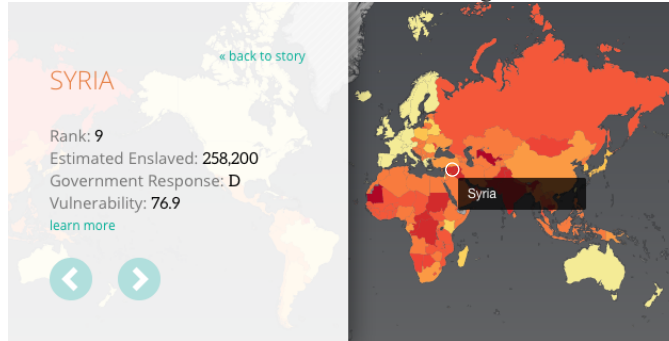 « back to story
SYRIA
Rank: 9
Estimated Enslaved: 258,200
Government Response: D
Vulnerability: 76.9
learn more
Syria